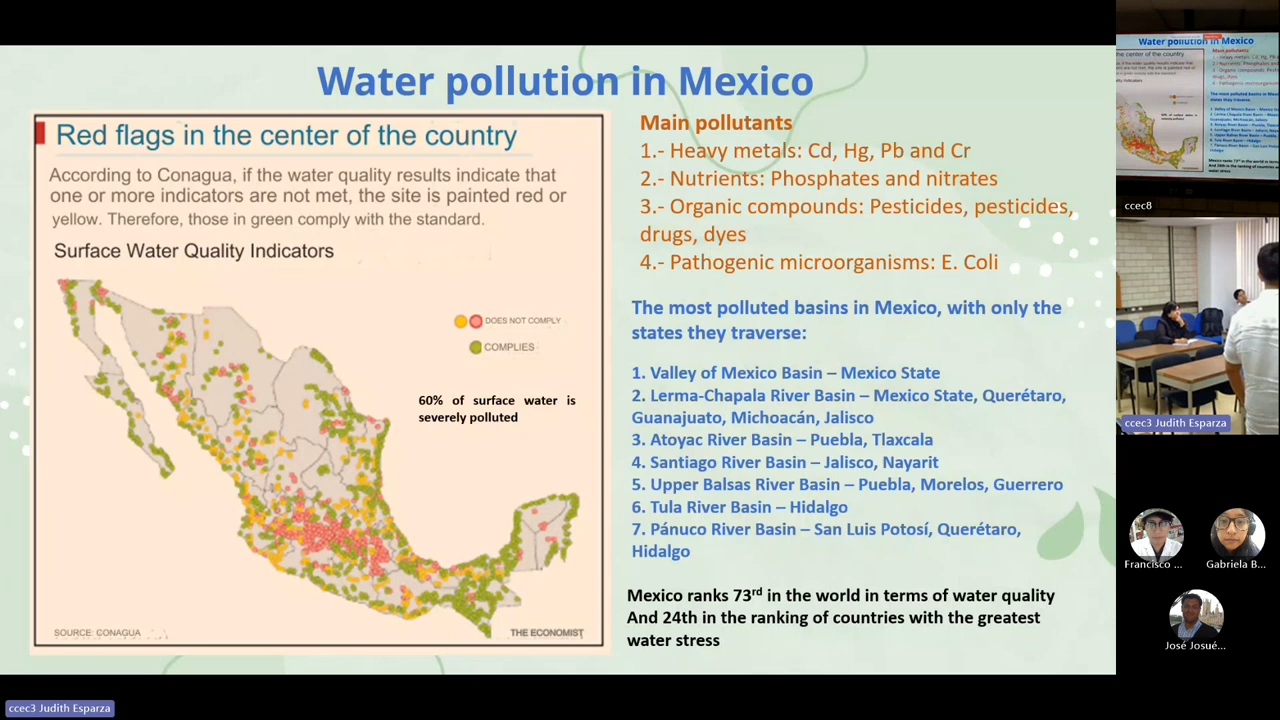 Water pollution in Mexico
Red flags in the center of the country
According to Conagua, if the water quality results indicate that
one or more indicators are not met, the site is painted red or
yellow. Therefore, those in green comply with the standard.
Surface Water Quality Indicators
DOES NOT COMPLY
COMPLIES
60% of surface water is
severely polluted
SOURCE: CONAGUA
THE ECONOMIST
Main pollutants
1.- Heavy metals: Cd, Hg, Pb and Cr
2.- Nutrients: Phosphates and nitrates
3.- Organic compounds: Pesticides, pesticides,
drugs, dyes
4.- Pathogenic microorganisms: E. Coli
The most polluted basins in Mexico, with only the
states they traverse:
1. Valley of Mexico Basin – Mexico State
2. Lerma-Chapala River Basin – Mexico State, Querétaro,
Guanajuato, Michoacán, Jalisco
3. Atoyac River Basin – Puebla, Tlaxcala
4. Santiago River Basin – Jalisco, Nayarit
5. Upper Balsas River Basin – Puebla, Morelos, Guerrero
6. Tula River Basin – Hidalgo
7. Pánuco River Basin – San Luis Potosí, Querétaro,
Hidalgo
Mexico ranks 73rd in the world in terms of water quality
And 24th in the ranking of countries with the greatest
water stress
Water pollution in Mexico
ccec8
ccec3 Judith Esparza
Francisco ...
Gabriela B...
José Josué...
ccec3 Judith Esparza